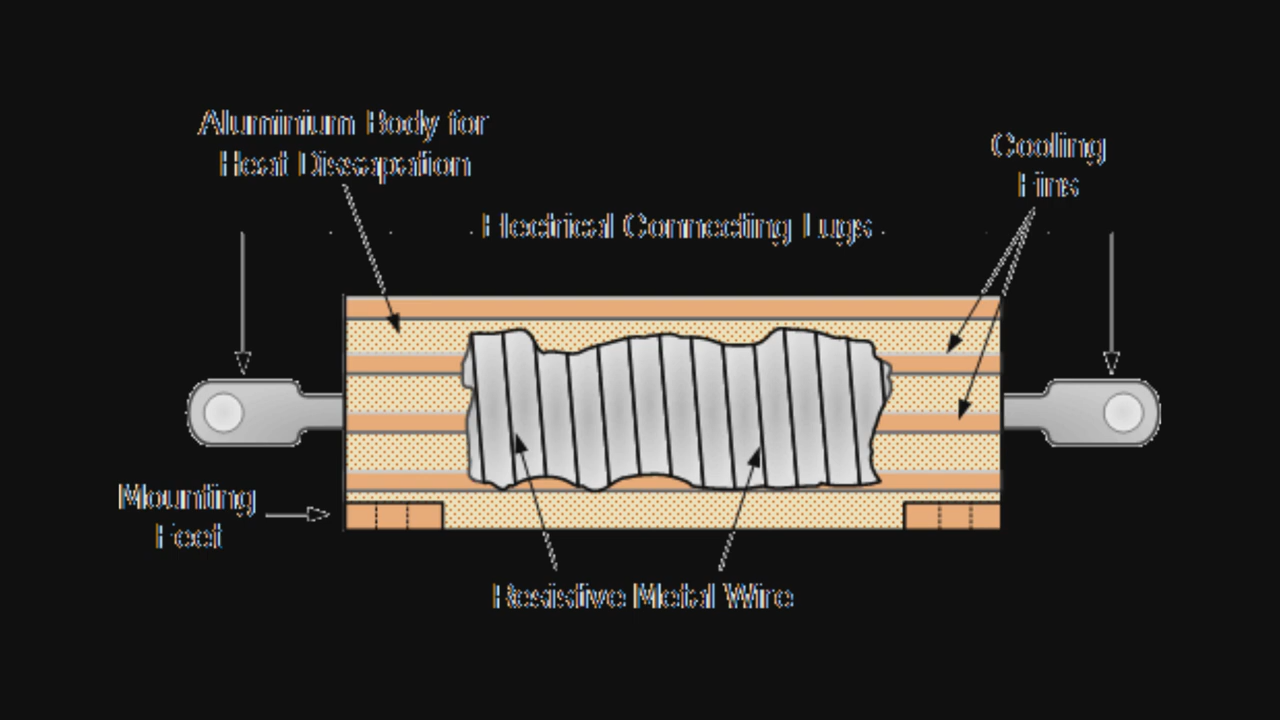 Aluminium Body for
Heat Dissapation
Cooling
Fins
Electrical Connecting Lugs
Mounting
Feet
Resistive Metal Wire